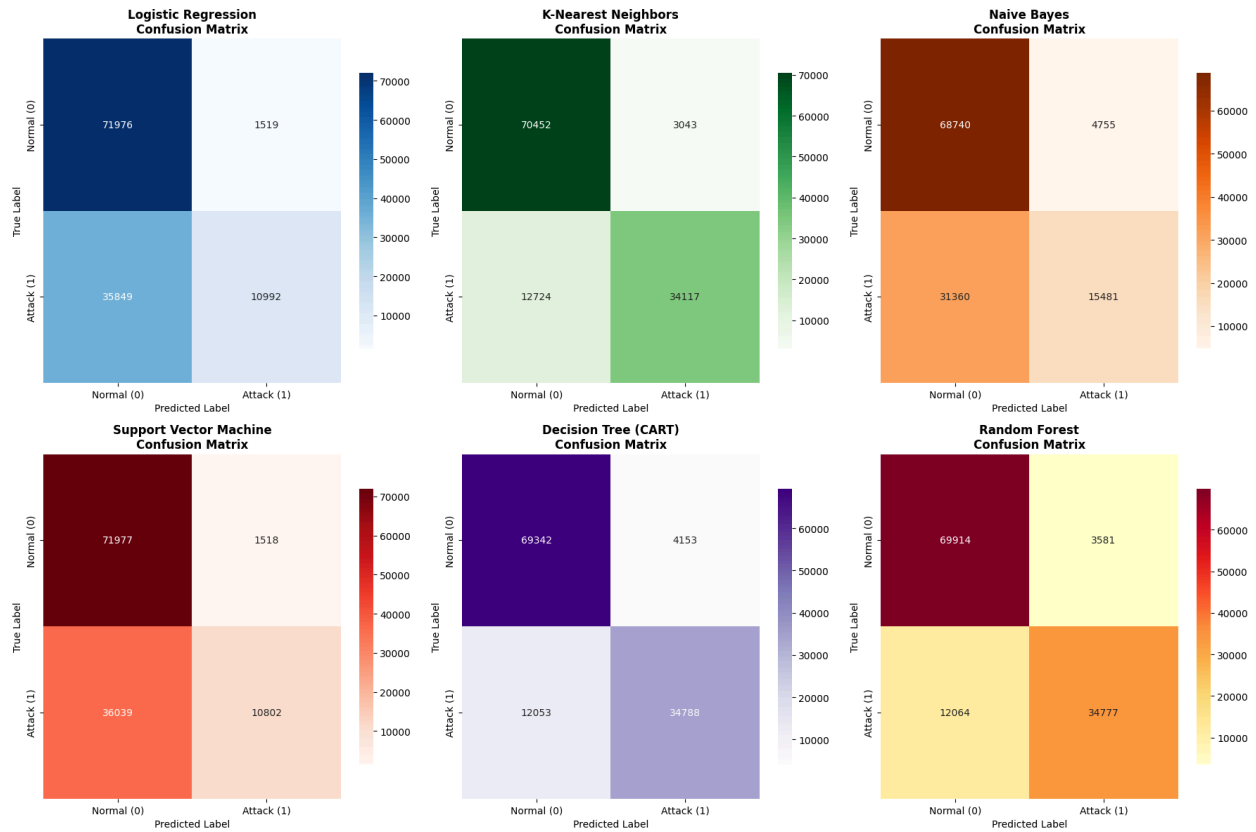 Logistic Regression
Confusion Matrix
Normal (0)
Attack (1)
True Label
71976
1519
35849
10992
Normal (0)
Attack (1)
Predicted Label
70000
60000
50000
40000
30000
20000
10000
K-Nearest Neighbors
Confusion Matrix
Normal (0)
Attack (1)
True Label
70452
3043
12724
34117
Normal (0)
Attack (1)
Predicted Label
70000
60000
50000
40000
30000
20000
10000
Naive Bayes
Confusion Matrix
Normal (0)
Attack (1)
True Label
68740
4755
31360
15481
Normal (0)
Attack (1)
Predicted Label
60000
50000
40000
30000
20000
10000
Support Vector Machine
Confusion Matrix
Normal (0)
Attack (1)
True Label
71977
1518
36039
10802
Normal (0)
Attack (1)
Predicted Label
70000
60000
50000
40000
30000
20000
10000
Decision Tree (CART)
Confusion Matrix
Normal (0)
Attack (1)
True Label
69342
4153
12053
34788
Normal (0)
Attack (1)
Predicted Label
60000
50000
40000
30000
20000
10000
Random Forest
Confusion Matrix
Normal (0)
Attack (1)
True Label
69914
3581
12064
34777
Normal (0)
Attack (1)
Predicted Label
60000
50000
40000
30000
20000
10000